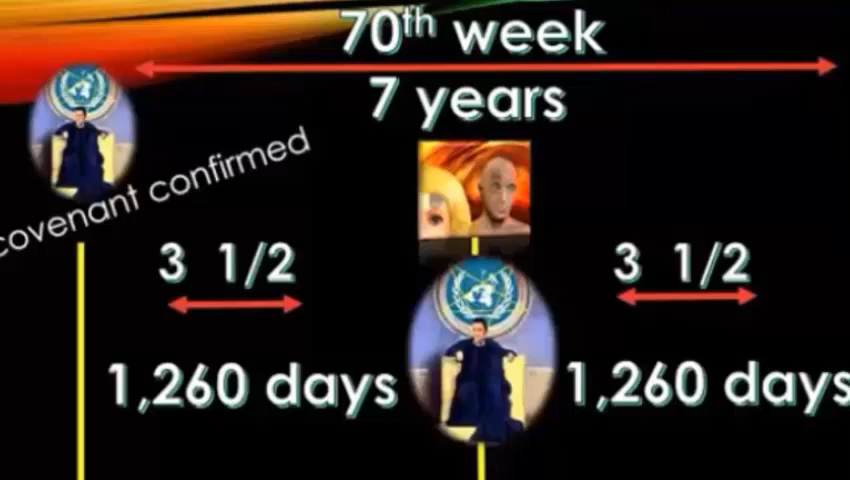 70th week
7 years
covenant confirmed
3 1/2
3 1/2
1,260 days
1,260 days